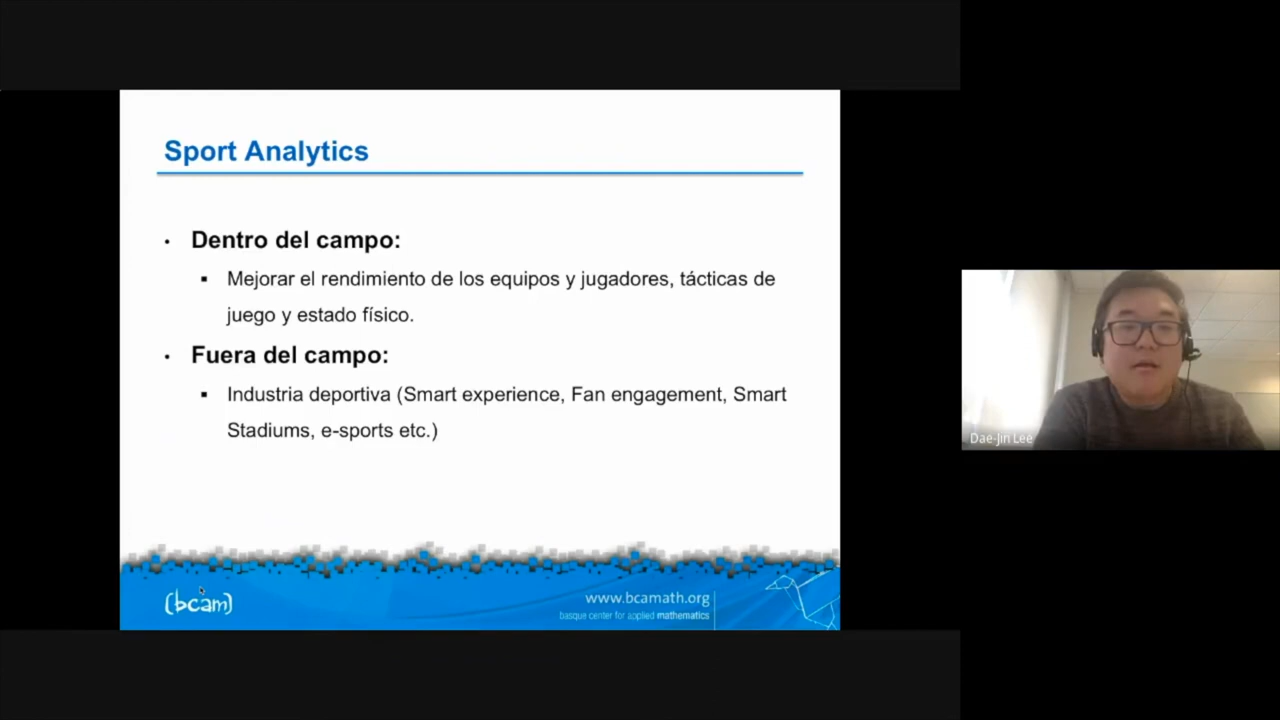 Sport Analytics
• Dentro del campo:
▪ Mejorar el rendimiento de los equipos y jugadores, tácticas de
juego y estado físico.
• Fuera del campo:
▪ Industria deportiva (Smart experience, Fan engagement, Smart
Stadiums, e-sports etc.)
(bcam)
www.bcamath.org
basque center for applied mathematics
Dae-Jin Lee